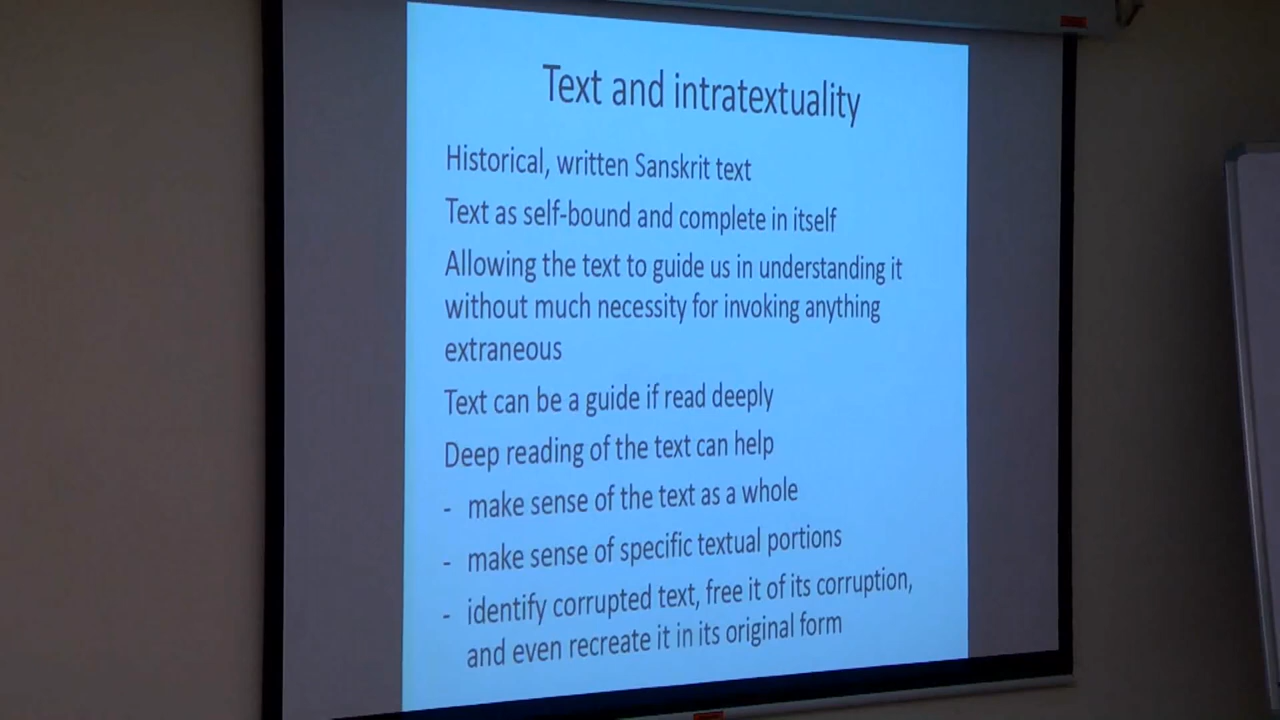 Text and intratextuality
Historical, written Sanskrit text
Text as self-bound and complete in itself
Allowing the text to guide us in understanding it
without much necessity for invoking anything
extraneous
Text can be a guide if read deeply
Deep reading of the text can help
- make sense of the text as a whole
- make sense of specific textual portions
- identify corrupted text, free it of its corruption,
and even recreate it in its original form